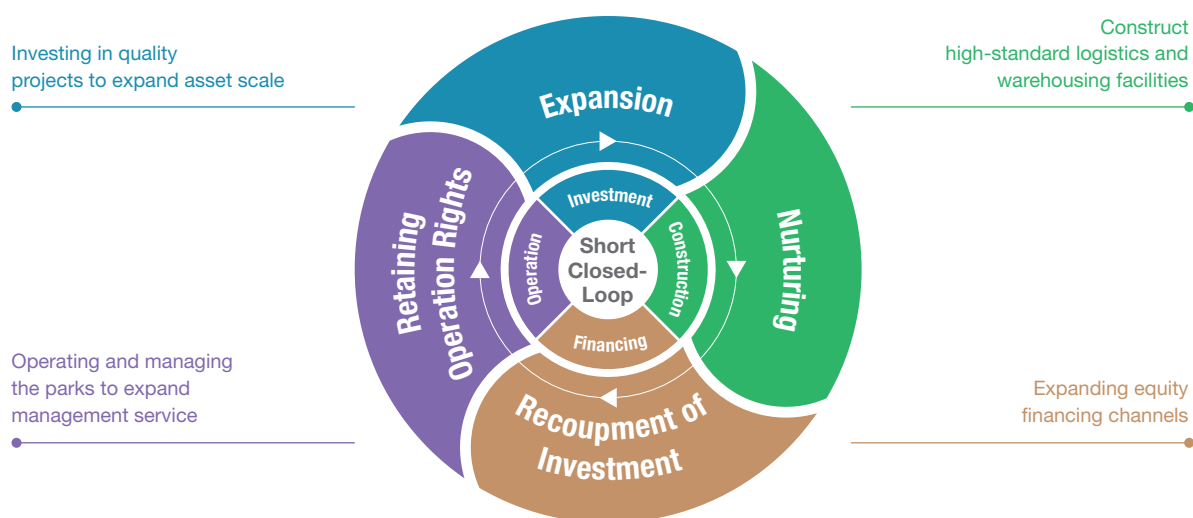 Investing in quality
projects to expand asset scale
Construct
high-standard logistics and
warehousing facilities
Expansion
Investment
Retaining
Operation Rights
Operation
Short
Closed-
Loop
Construction
Nurturing
Financing
Recoupment of
Investment
Operating and managing
the parks to expand
management service
Expanding equity
financing channels